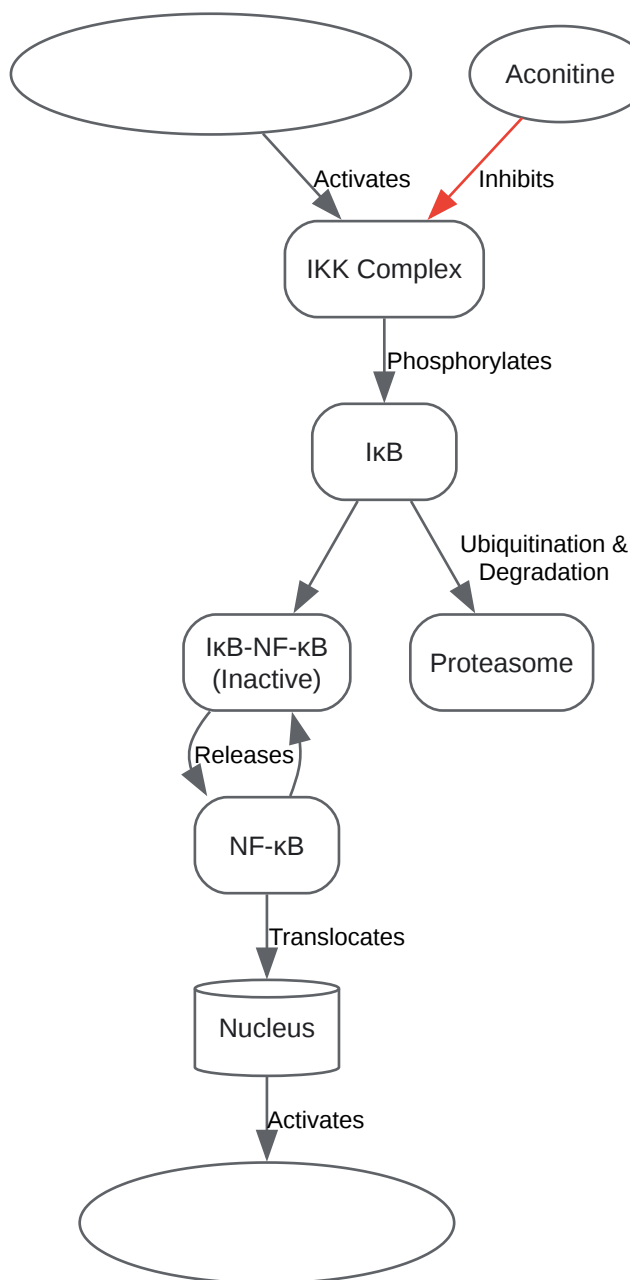 Aconitine
Activates
Inhibits
IKK Complex
Phosphorylates
IκB
Ubiquitination &
Degradation
IκB-NF-κB
(Inactive)
Proteasome
Releases
NF-κB
Translocates
Nucleus
Activates